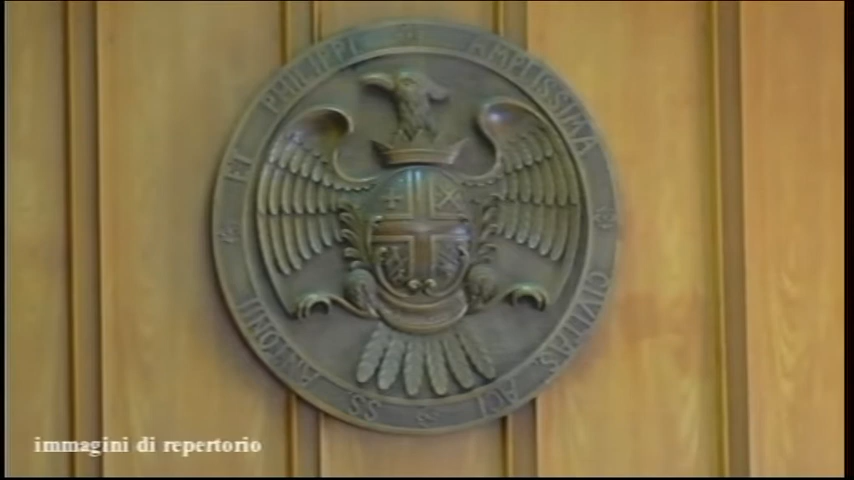 AMPLISSIMA CIVITAS ACI SS ANTONII ET PHILIPPI
immagini di repertorio